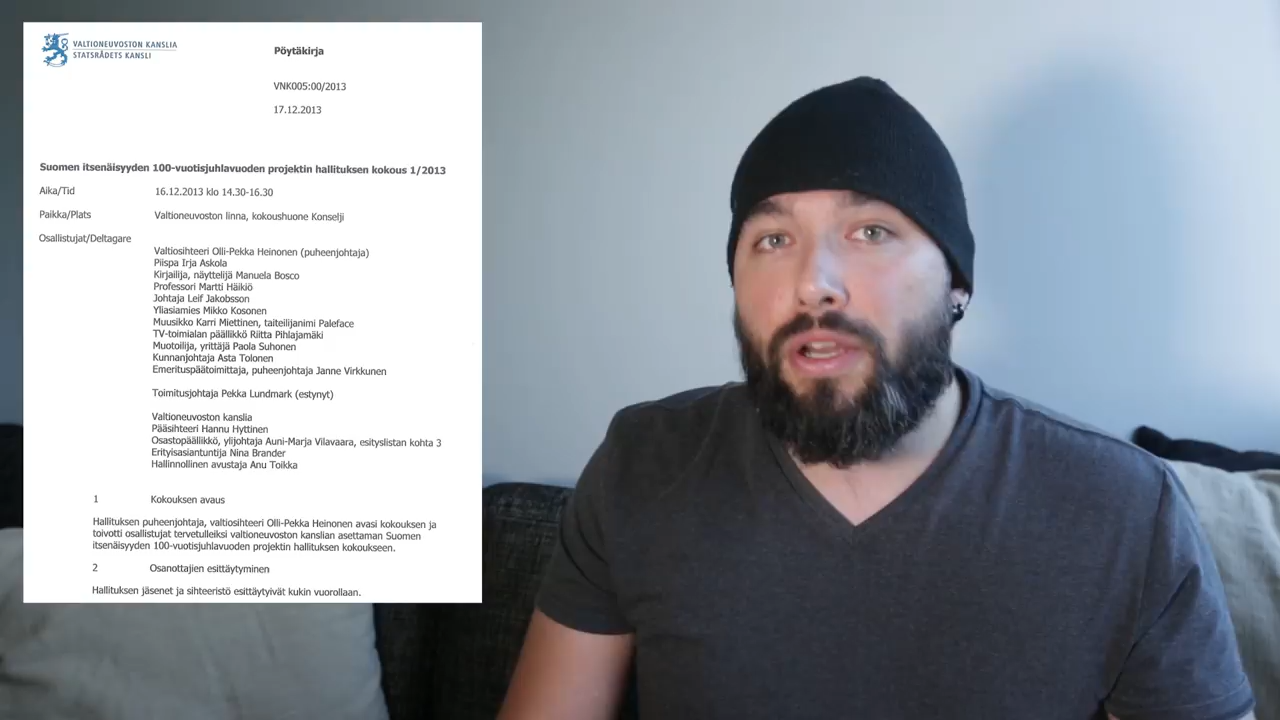 VALTIONEUVOSTON KANSLIA
STATSRÅDETS KANSLI
Pöytäkirja
VNK005:00/2013
17.12.2013
Suomen itsenäisyyden 100-vuotisjuhlavuoden projektin hallituksen kokous 1/2013
Aika/Tid 16.12.2013 klo 14.30-16.30
Paikka/Plats Valtioneuvoston linna, kokoushuone Konselji
Osallistujat/Deltagare
Valtiosihteeri Olli-Pekka Heinonen (puheenjohtaja)
Piispa Irja Askola
Kirjailija, näyttelijä Manuela Bosco
Professori Martti Häikiö
Johtaja Leif Jakobsson
Yliasiamies Mikko Kosonen
Muusikko Karri Miettinen, taiteilijanimi Paleface
TV-toimialan päällikkö Riitta Pihlajamäki
Muotoilija, yrittäjä Paola Suhonen
Kunnanjohtaja Asta Tolonen
Emerituspäätoimittaja, puheenjohtaja Janne Virkkunen
Toimitusjohtaja Pekka Lundmark (estynyt)
Valtioneuvoston kanslia
Pääsihteeri Hannu Hyttinen
Osastopäällikkö, ylijohtaja Auni-Marja Vilavaara, esityslistan kohta 3
Erityisasiantuntija Nina Brander
Hallinnollinen avustaja Anu Toikka
1 Kokouksen avaus
Hallituksen puheenjohtaja, valtiosihteeri Olli-Pekka Heinonen avasi kokouksen ja
toivotti osallistujat tervetulleiksi valtioneuvoston kanslian asettaman Suomen
itsenäisyyden 100-vuotisjuhlavuoden projektin hallituksen kokoukseen.
2 Osanottajien esittäytyminen
Hallituksen jäsenet ja sihteeristö esittäytyivät kukin vuorollaan.